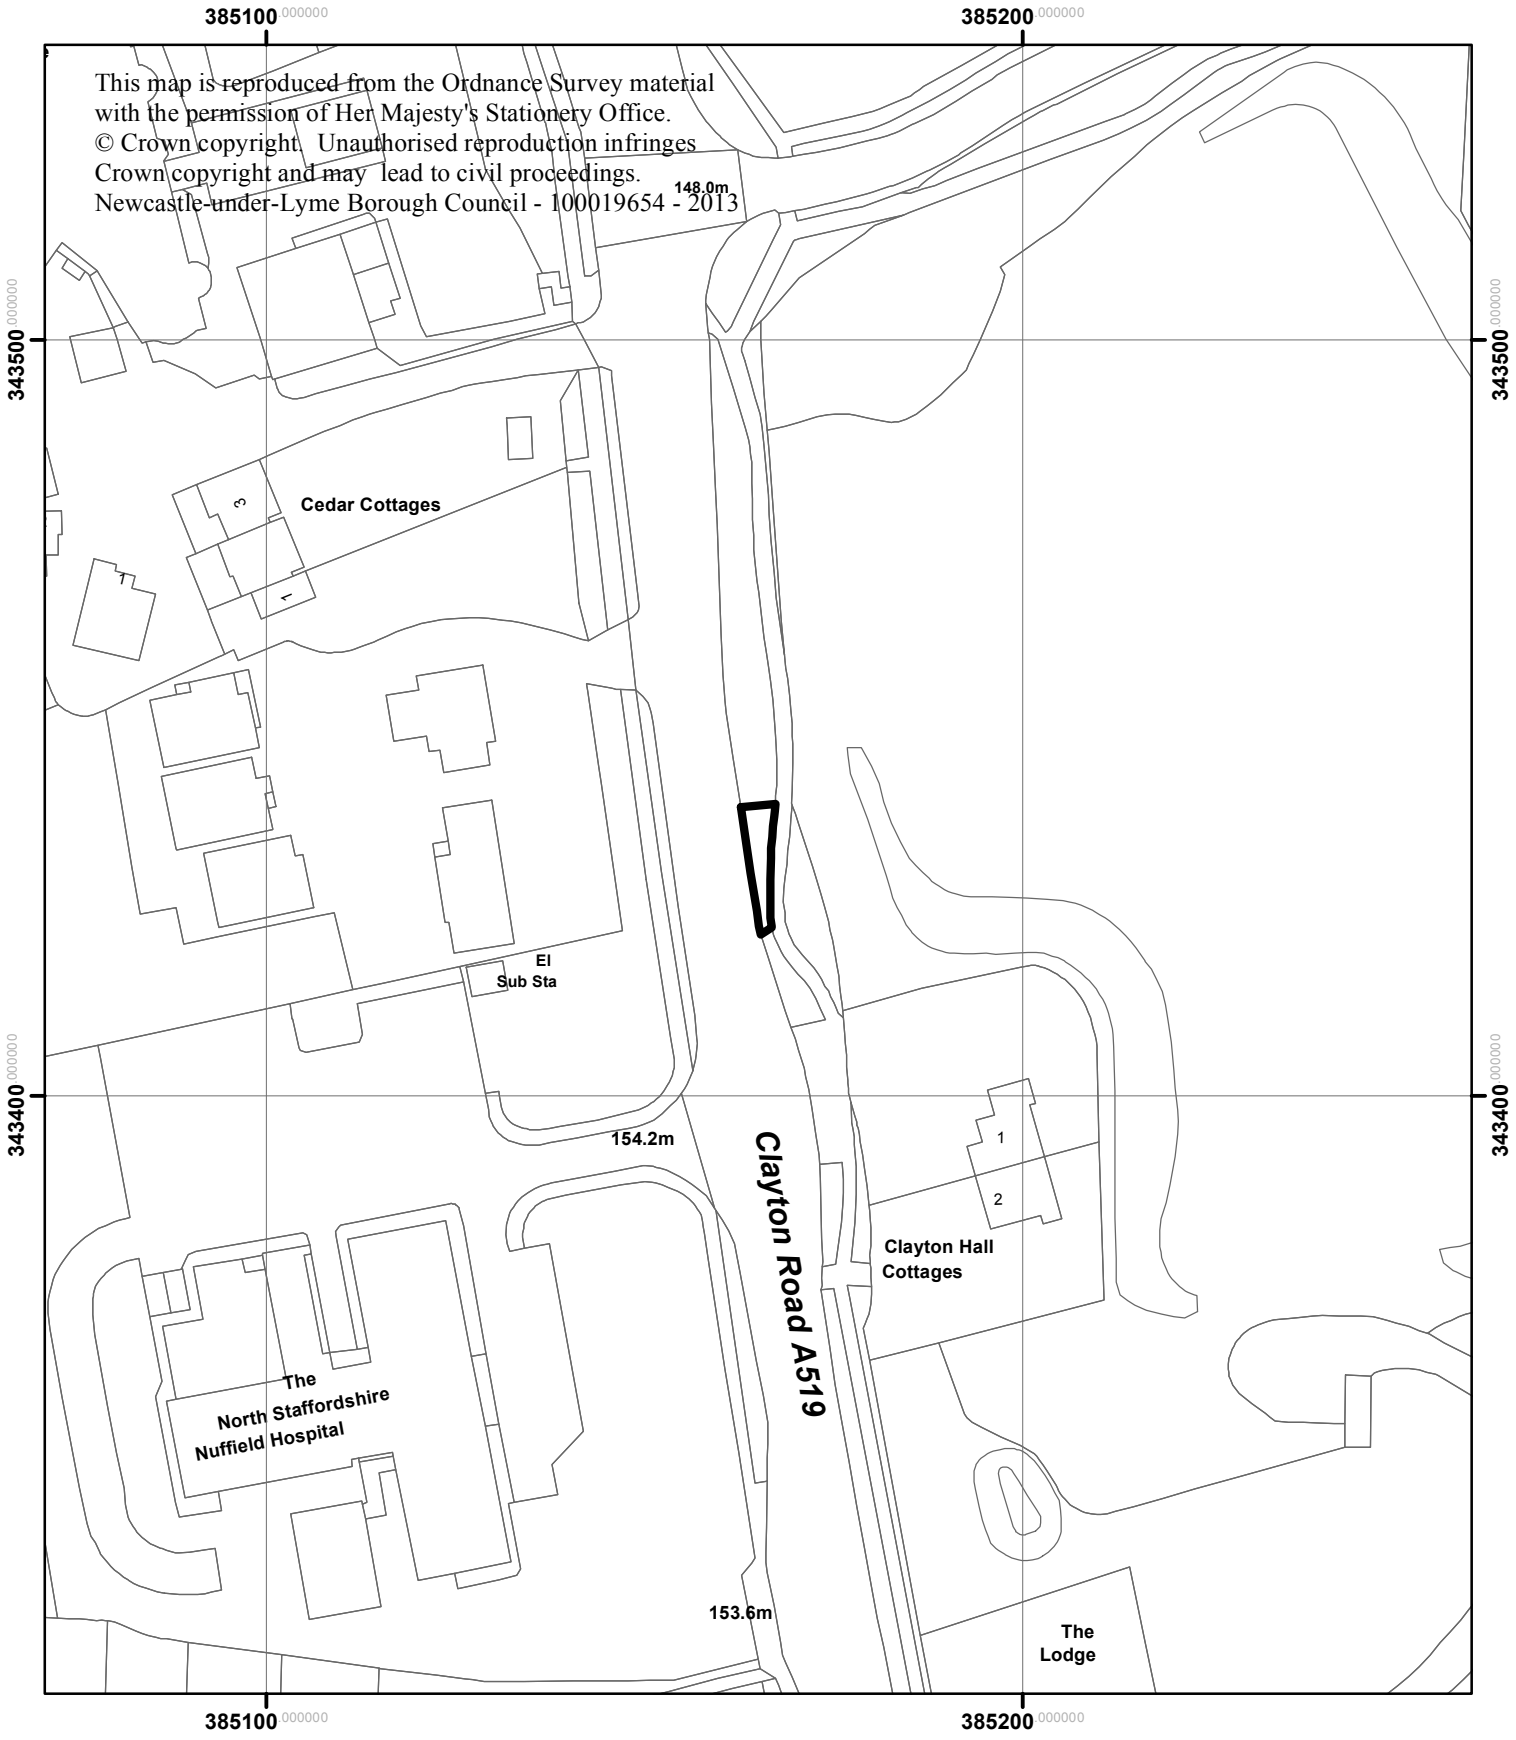 385100.000000
385200.000000
This map is reproduced from the Ordnance Survey material
with the permission of Her Majesty's Stationery Office.
© Crown copyright.  Unauthorised reproduction infringes
Crown copyright and may  lead to civil proceedings.
Newcastle-under-Lyme Borough Council - 100019654 - 2013
148.0m
343500.000000
343500.000000
3
Cedar Cottages
1
1
El
Sub Sta
343400.000000
343400.000000
154.2m
1
2
Clayton Road A519
Clayton Hall
Cottages
The
North Staffordshire
Nuffield Hospital
153.6m
The
Lodge
385100.000000
385200.000000